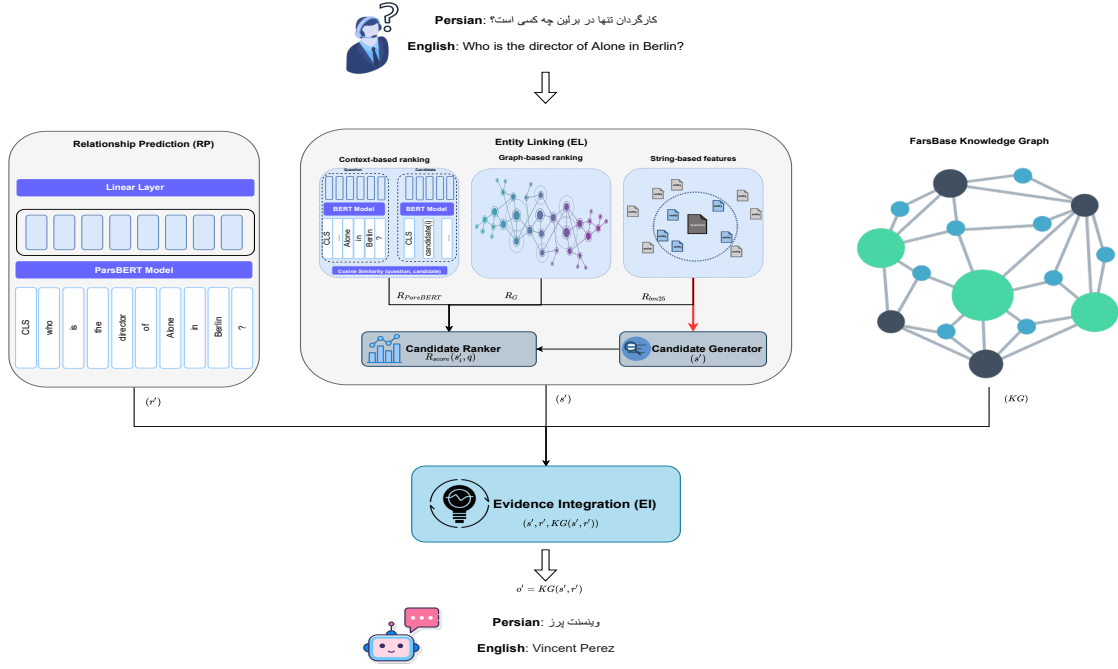 Persian: کارگردان تنها در برلین چه کسی است؟
English: Who is the director of Alone in Berlin?
Relationship Prediction (RP)
Linear Layer
ParsBERT Model
CLS
who
is
the
director
of
Alone
in
Berlin
?
(r′)
Entity Linking (EL)
Context-based ranking
Question
Candidate
BERT Model
BERT Model
CLS
...
Alone
in
Berlin
?
CLS
candidate(i)
...
Cosine Similarity (question, candidate)
Graph-based ranking
String-based features
R_ParsBERT
R_G
R_bm25
Candidate Ranker
R_score(s′_i, q)
Candidate Generator
(s′)
(s′)
FarsBase Knowledge Graph
(KG)
Evidence Integration (EI)
(s′, r′, KG(s′, r′))
o′ = KG(s′, r′)
Persian: وینسنت پرز
English: Vincent Perez